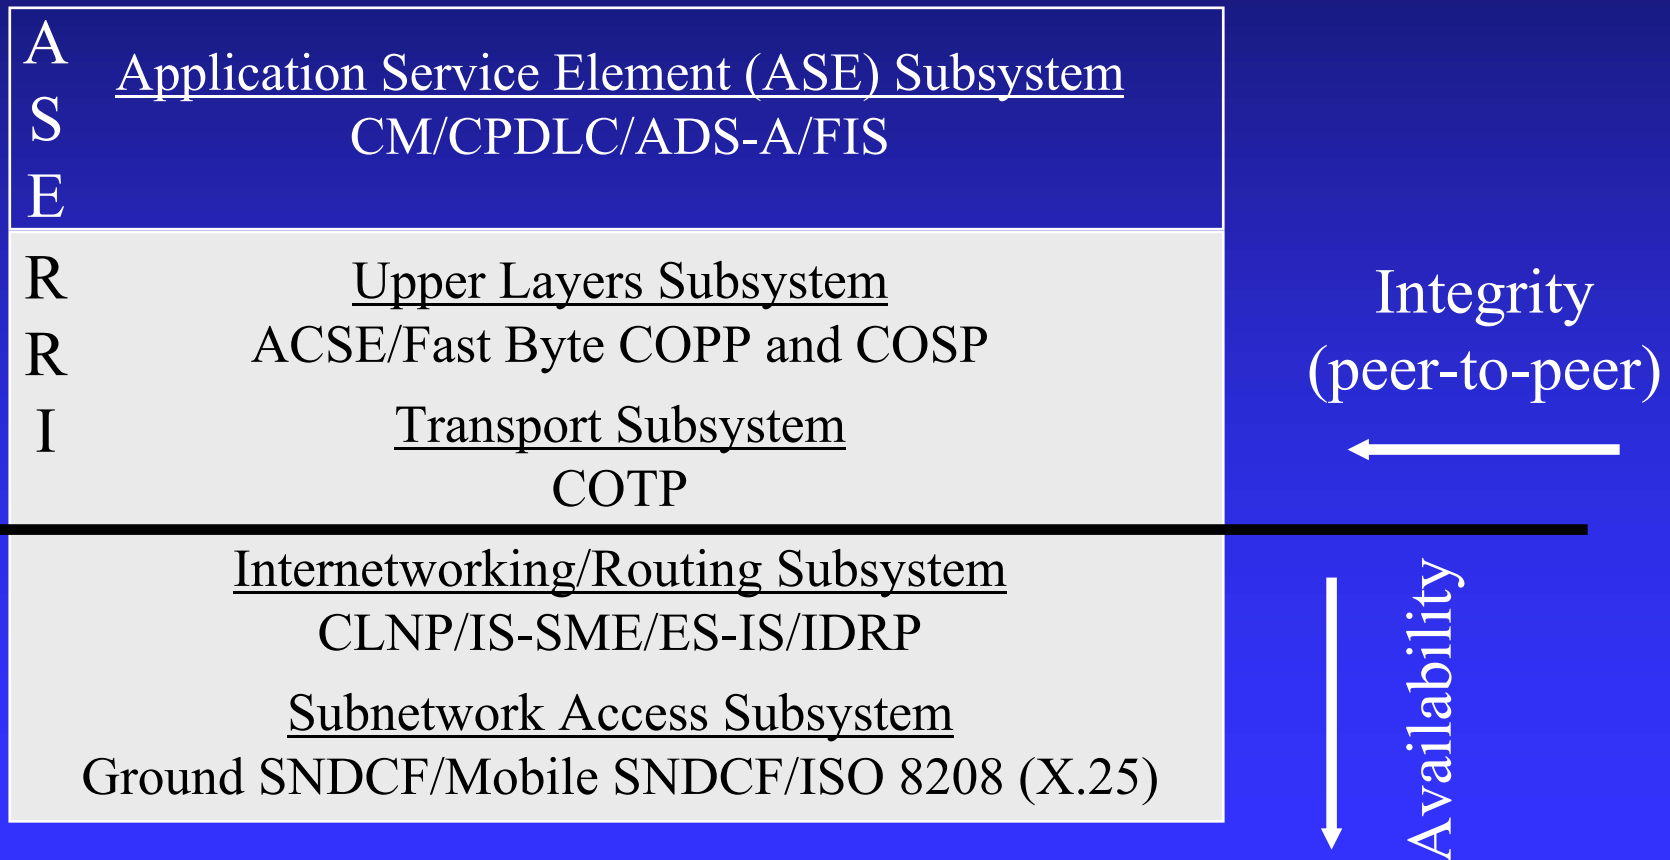 A
S
E
Application Service Element (ASE) Subsystem
CM/CPDLC/ADS-A/FIS
R
R
I
Upper Layers Subsystem
ACSE/Fast Byte COPP and COSP
Transport Subsystem
COTP
Internetworking/Routing Subsystem
CLNP/IS-SME/ES-IS/IDRP
Subnetwork Access Subsystem
Ground SNDCF/Mobile SNDCF/ISO 8208 (X.25)
Integrity
(peer-to-peer)
Availability